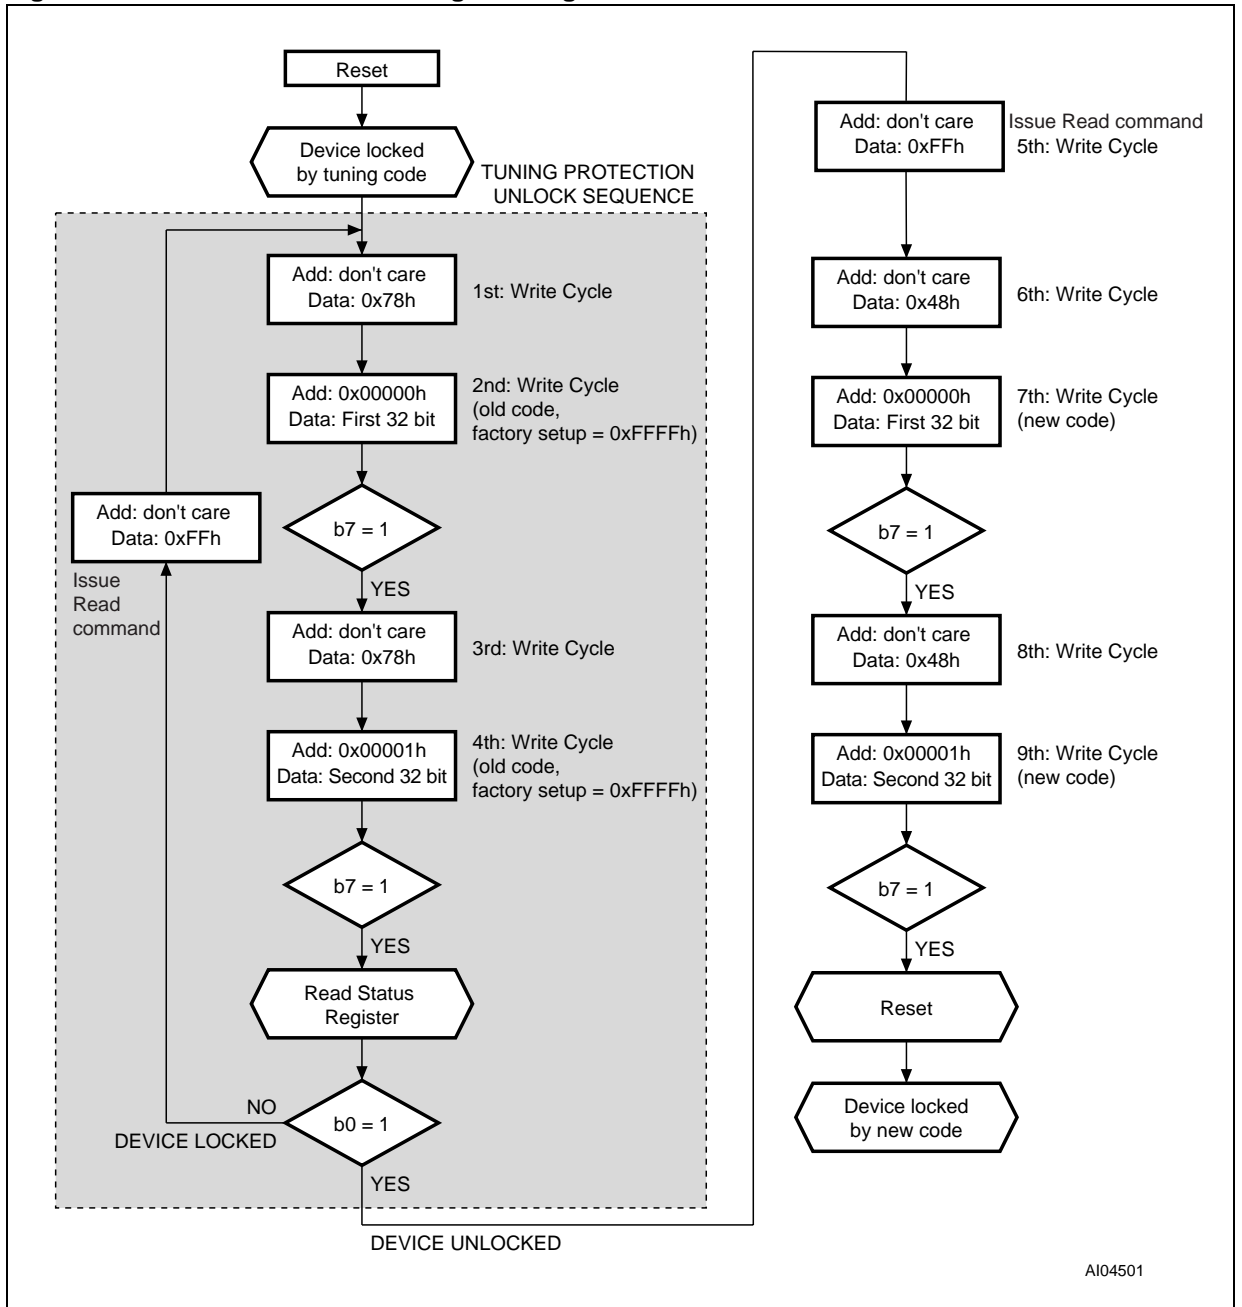 Reset
Device locked
by tuning code
TUNING PROTECTION
UNLOCK SEQUENCE
Add: don't care
Data: 0x78h
1st: Write Cycle
Add: 0x00000h
Data: First 32 bit
2nd: Write Cycle
(old code,
factory setup = 0xFFFFh)
b7 = 1
YES
Add: don't care
Data: 0xFFh
Issue
Read
command
Add: don't care
Data: 0x78h
3rd: Write Cycle
Add: 0x00001h
Data: Second 32 bit
4th: Write Cycle
(old code,
factory setup = 0xFFFFh)
b7 = 1
YES
Read Status
Register
b0 = 1
NO
DEVICE LOCKED
YES
DEVICE UNLOCKED
Add: don't care
Data: 0xFFh
Issue Read command
5th: Write Cycle
Add: don't care
Data: 0x48h
6th: Write Cycle
Add: 0x00000h
Data: First 32 bit
7th: Write Cycle
(new code)
b7 = 1
YES
Add: don't care
Data: 0x48h
8th: Write Cycle
Add: 0x00001h
Data: Second 32 bit
9th: Write Cycle
(new code)
b7 = 1
YES
Reset
Device locked
by new code
AI04501